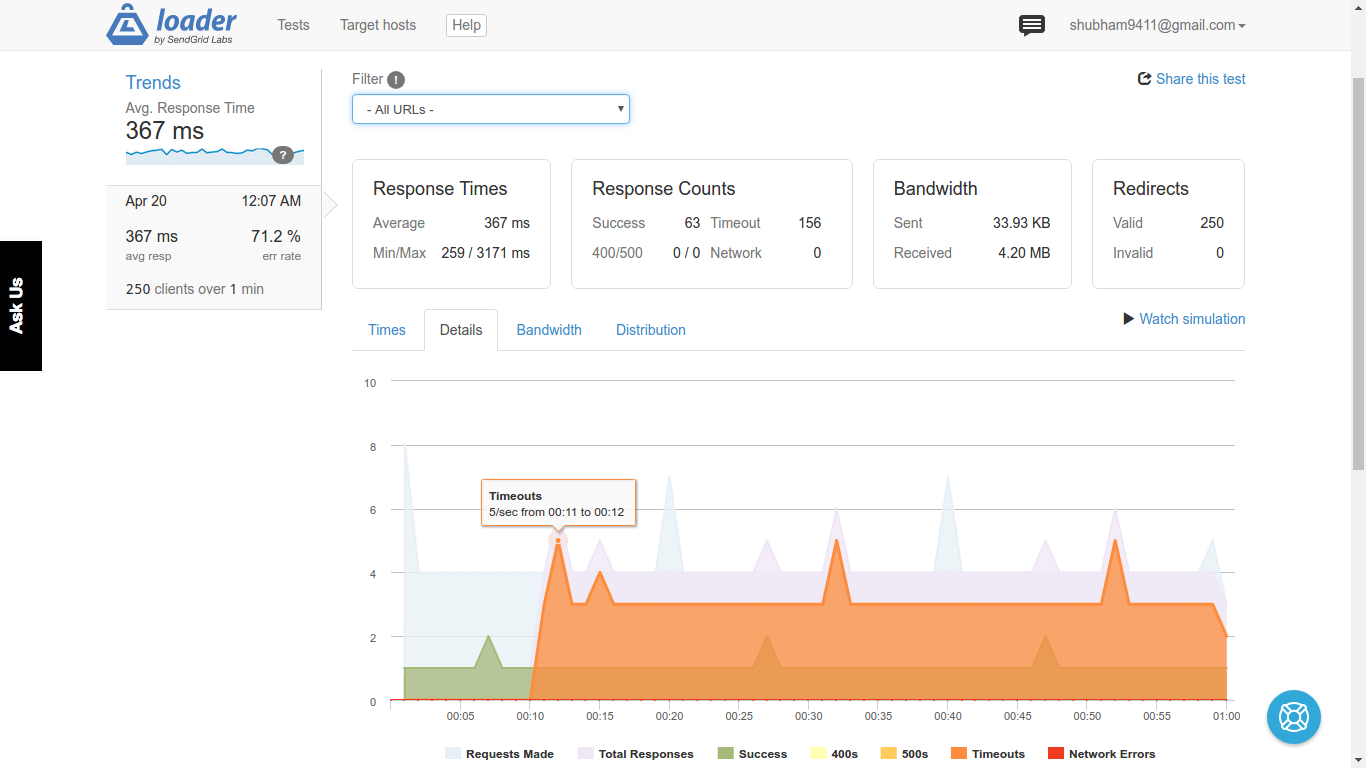 loader
by SendGrid Labs
Tests
Target hosts
Help
shubham9411@gmail.com
Trends
Avg. Response Time
367 ms
?
Apr 20 12:07 AM
367 ms 71.2 %
avg resp err rate
250 clients over 1 min
Ask Us
Filter !
- All URLs -
Share this test
Response Times
Average 367 ms
Min/Max 259 / 3171 ms
Response Counts
Success 63 Timeout 156
400/500 0 / 0 Network 0
Bandwidth
Sent 33.93 KB
Received 4.20 MB
Redirects
Valid 250
Invalid 0
Times
Details
Bandwidth
Distribution
Watch simulation
10
8
6
4
2
0
Timeouts
5/sec from 00:11 to 00:12
00:05 00:10 00:15 00:20 00:25 00:30 00:35 00:40 00:45 00:50 00:55 01:00
Requests Made Total Responses Success 400s 500s Timeouts Network Errors